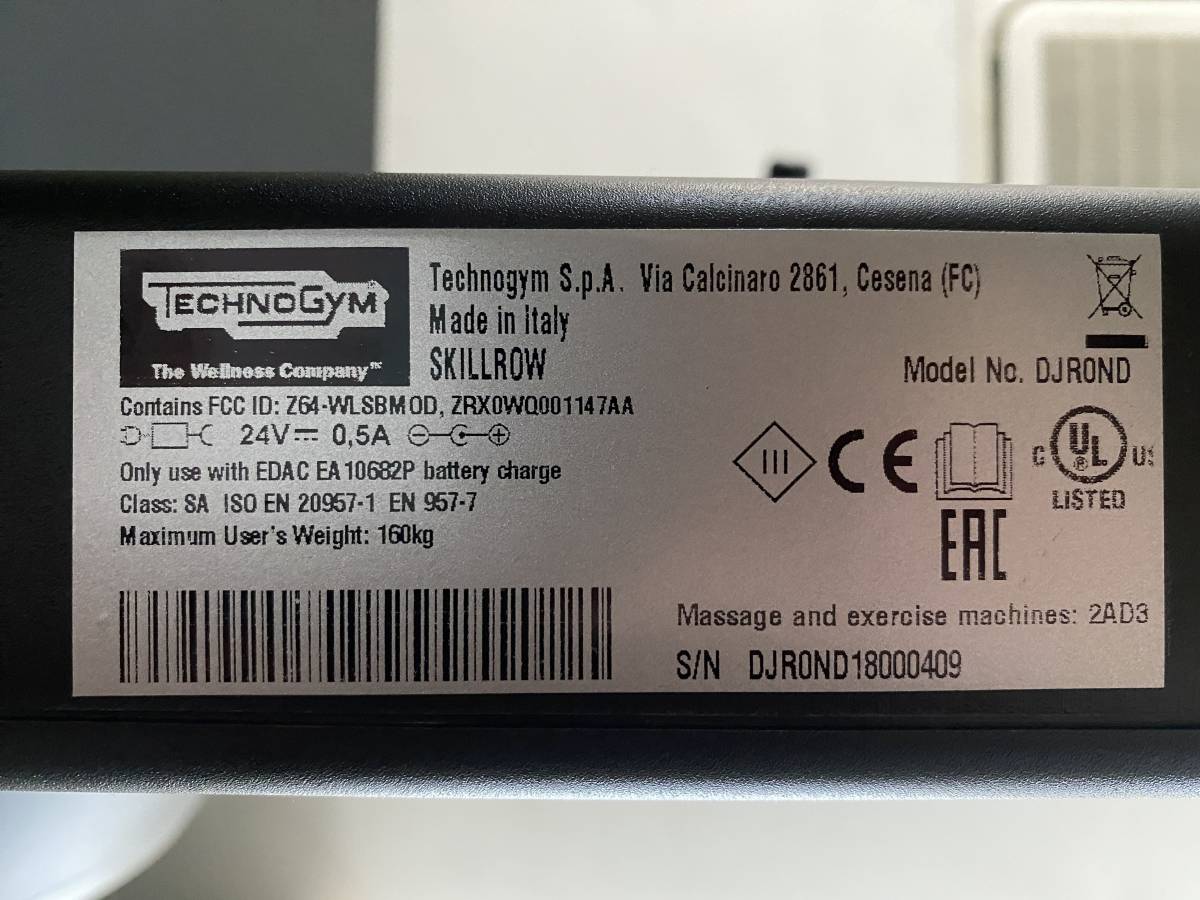 TECHNOGYM®
The Wellness Company™
Technogym S.p.A. Via Calcinaro 2861, Cesena (FC)
Made in Italy
SKILLROW
Model No. DJR0ND
Contains FCC ID: Z64-WLSBMOD, ZRX0WQ001147AA
24V 0,5A
Only use with EDAC EA10682P battery charge
Class: SA ISO EN 20957-1 EN 957-7
Maximum User's Weight: 160kg
III CE
C UL® US
LISTED
EAC
Massage and exercise machines: 2AD3
S/N DJR0ND18000409